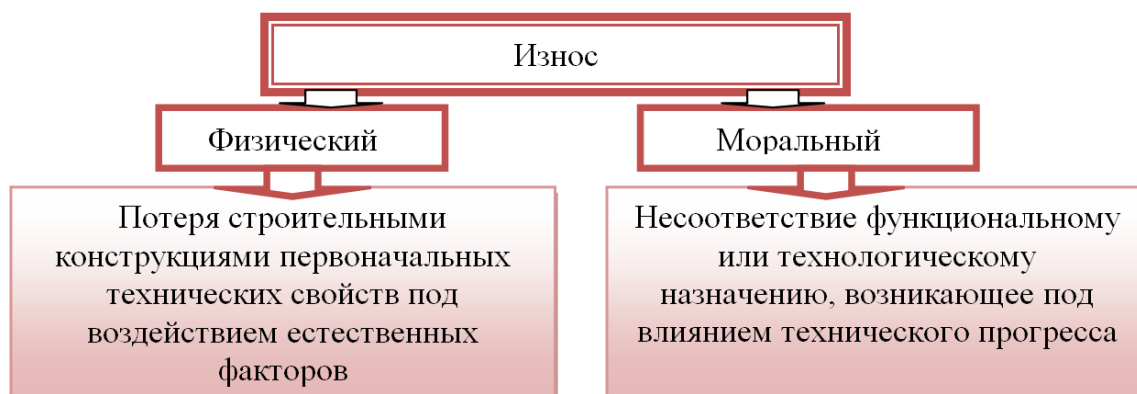 Износ
Физический
Моральный
Потеря строительными
конструкциями первоначальных
технических свойств под
воздействием естественных
факторов
Несоответствие функциональному
или технологическому
назначению, возникающее под
влиянием технического прогресса